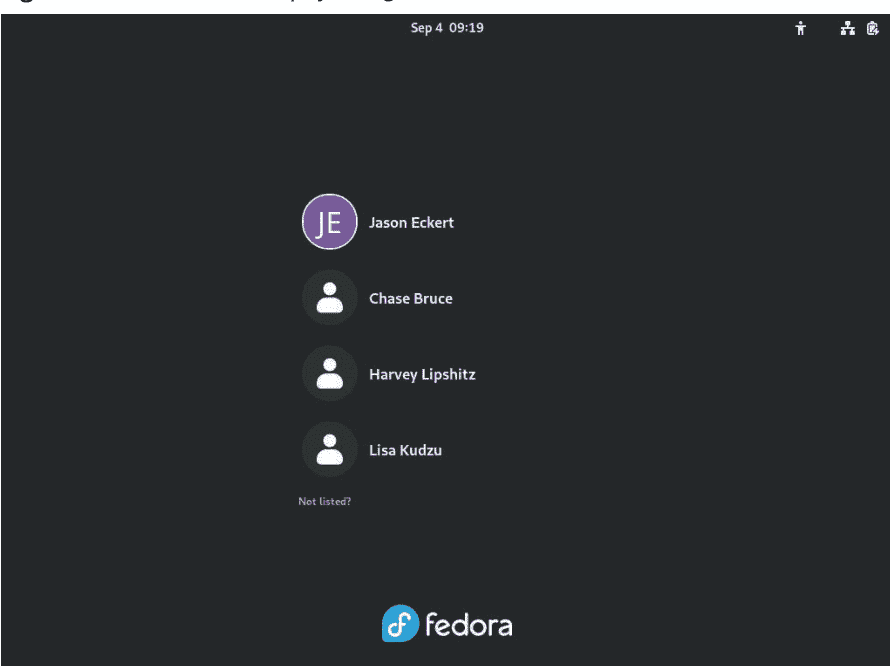 Sep 4 09:19
JE
Jason Eckert
Chase Bruce
Harvey Lipshitz
Lisa Kudzu
Not listed?
fedora